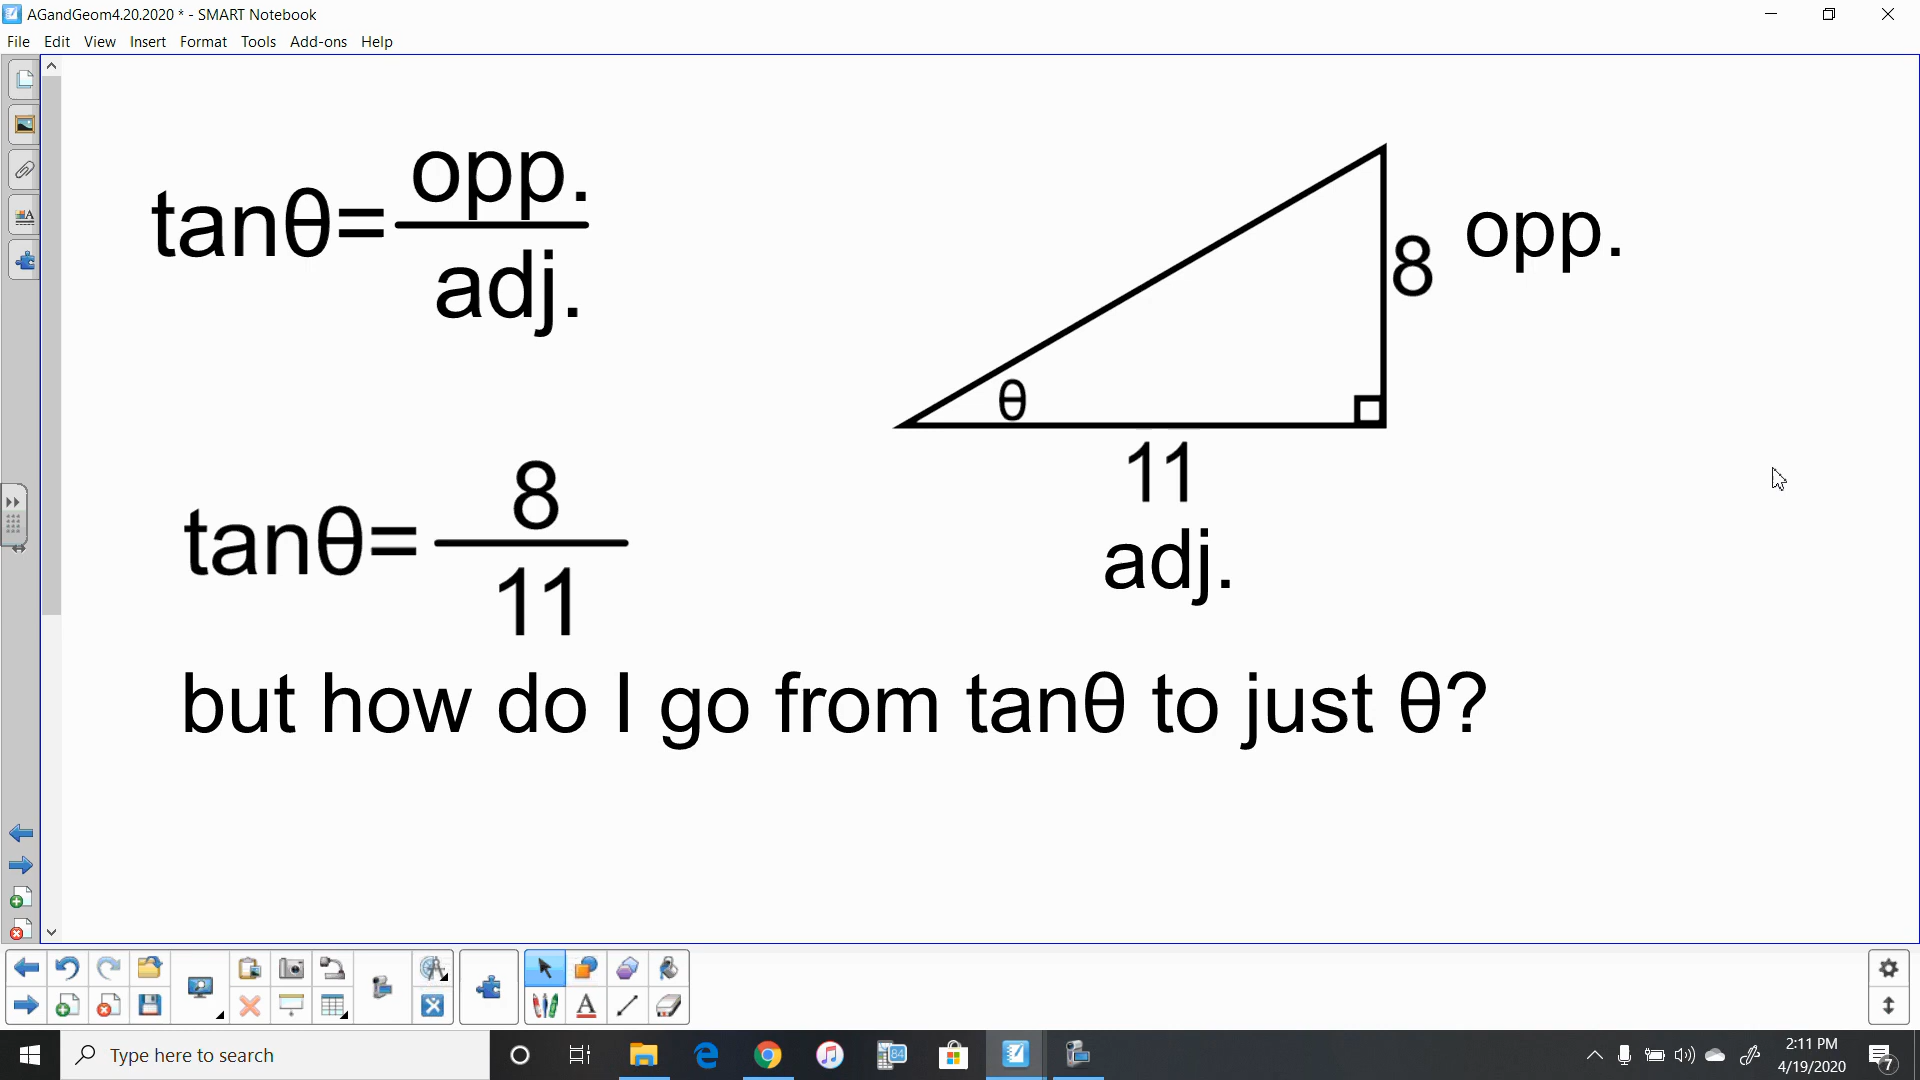 AGandGeom4.20.2020 * - SMART Notebook
File Edit View Insert Format Tools Add-ons Help
tanθ=opp.
adj.
8 opp.
θ
11
adj.
tanθ=8
11
but how do I go from tanθ to just θ?
Type here to search
84
2:11 PM
4/19/2020
7